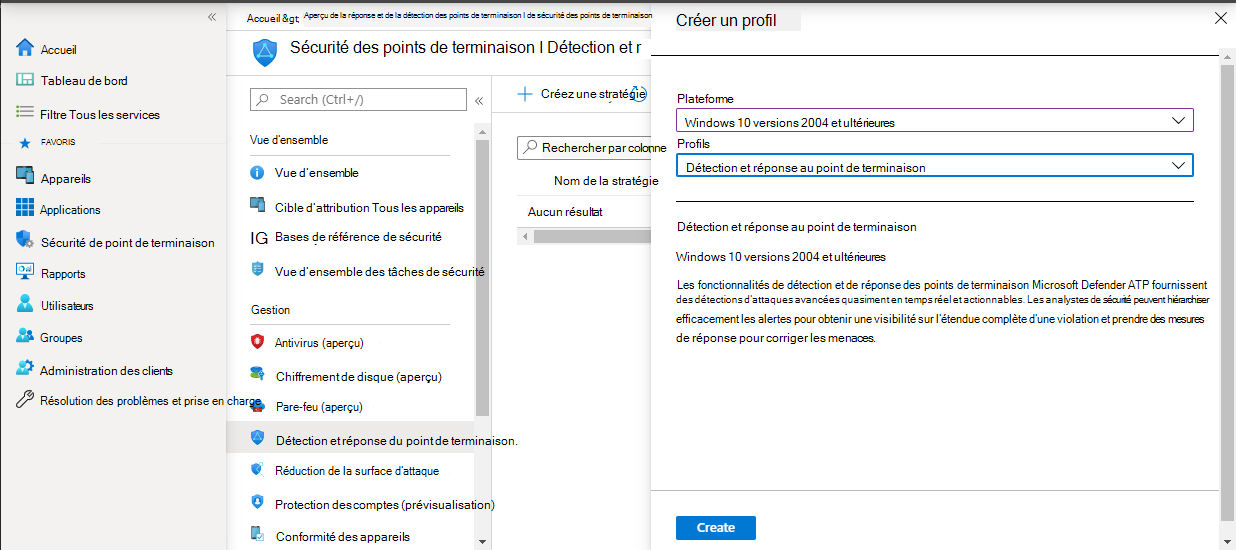 Accueil &gt; Aperçu de la réponse et de la détection des points de terminaison I de sécurité des points de terminaison
Sécurité des points de terminaison I Détection et r
Accueil
Tableau de bord
Filtre Tous les services
FAVORIS
Appareils
Applications
Sécurité de point de terminaison
Rapports
Utilisateurs
Groupes
Administration des clients
Résolution des problèmes et prise en charge
Search (Ctrl+/)
Vue d'ensemble
Vue d'ensemble
Cible d'attribution Tous les appareils
IG Bases de référence de sécurité
Vue d'ensemble des tâches de sécurité
Gestion
Antivirus (aperçu)
Chiffrement de disque (aperçu)
Pare-feu (aperçu)
Détection et réponse du point de terminaison.
Réduction de la surface d'attaque
Protection des comptes (prévisualisation)
Conformité des appareils
Créez une stratégie
Rechercher par colonne
Nom de la stratégie
Aucun résultat
Créer un profil
Plateforme
Windows 10 versions 2004 et ultérieures
Profils
Détection et réponse au point de terminaison
Détection et réponse au point de terminaison
Windows 10 versions 2004 et ultérieures
Les fonctionnalités de détection et de réponse des points de terminaison Microsoft Defender ATP fournissent
des détections d'attaques avancées quasiment en temps réel et actionnables. Les analystes de sécurité peuvent hiérarchiser
efficacement les alertes pour obtenir une visibilité sur l'étendue complète d'une violation et prendre des mesures
de réponse pour corriger les menaces.
Create